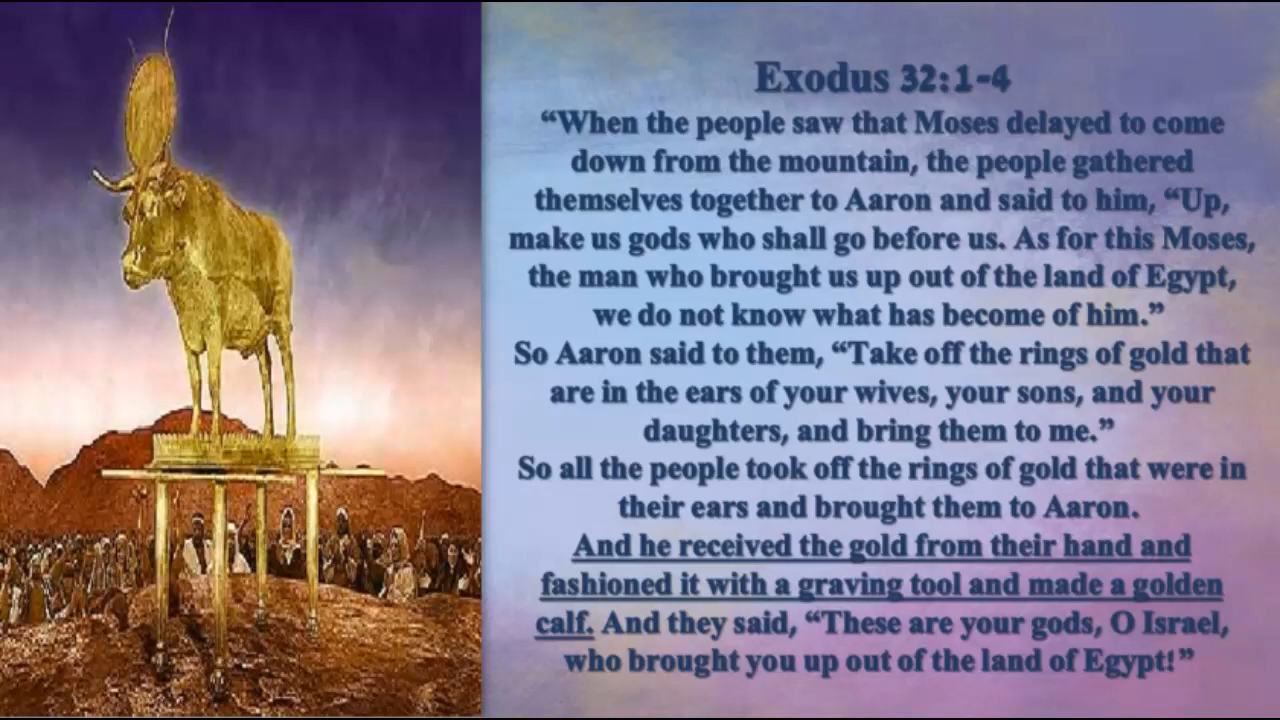 Exodus 32:1-4
“When the people saw that Moses delayed to come
down from the mountain, the people gathered
themselves together to Aaron and said to him, “Up,
make us gods who shall go before us. As for this Moses,
the man who brought us up out of the land of Egypt,
we do not know what has become of him.”
So Aaron said to them, “Take off the rings of gold that
are in the ears of your wives, your sons, and your
daughters, and bring them to me.”
So all the people took off the rings of gold that were in
their ears and brought them to Aaron.
And he received the gold from their hand and
fashioned it with a graving tool and made a golden
calf. And they said, “These are your gods, O Israel,
who brought you up out of the land of Egypt!”